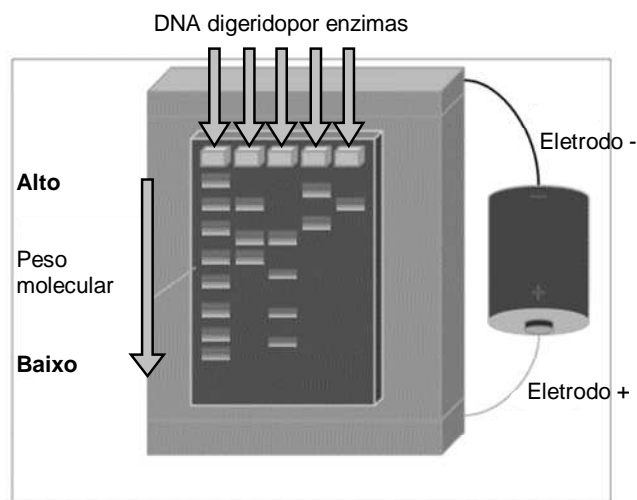 DNA digeridopor enzimas
Eletrodo -
Alto
Peso
molecular
Baixo
Eletrodo +